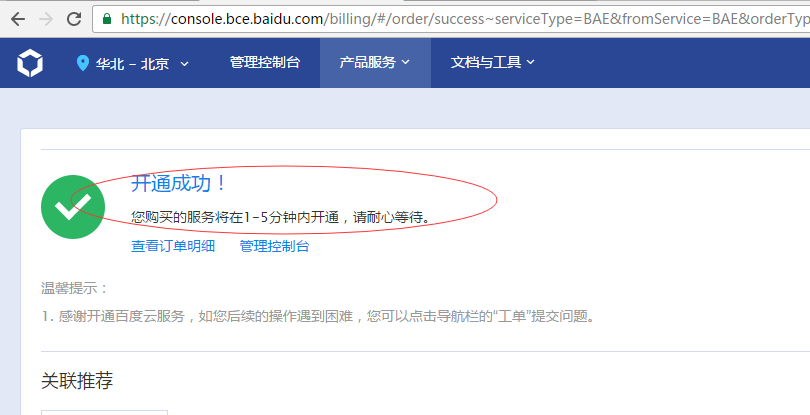 https://console.bce.baidu.com/billing/#/order/success~serviceType=BAE&fromService=BAE&orderTyp
华北 - 北京 管理控制台 产品服务 文档与工具
开通成功！
您购买的服务将在1-5分钟内开通，请耐心等待。
查看订单明细 管理控制台
温馨提示：
1. 感谢开通百度云服务，如您后续的操作遇到困难，您可以点击导航栏的“工单”提交问题。
关联推荐